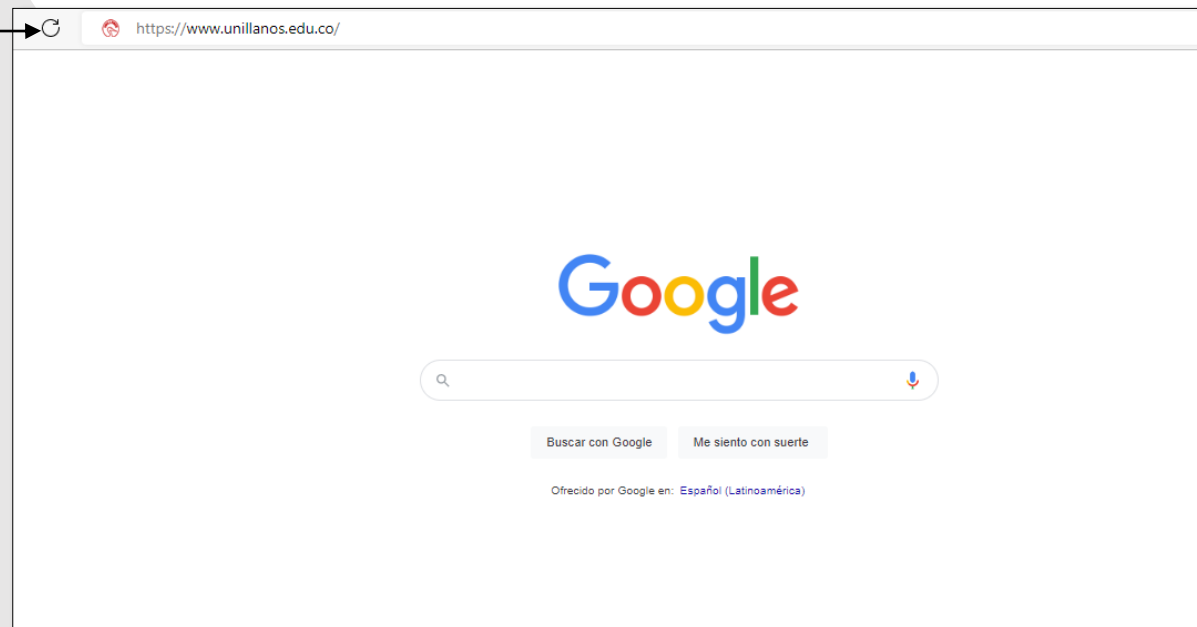 https://www.unillanos.edu.co/
Google
Buscar con Google
Me siento con suerte
Ofrecido por Google en: Español (Latinoamérica)